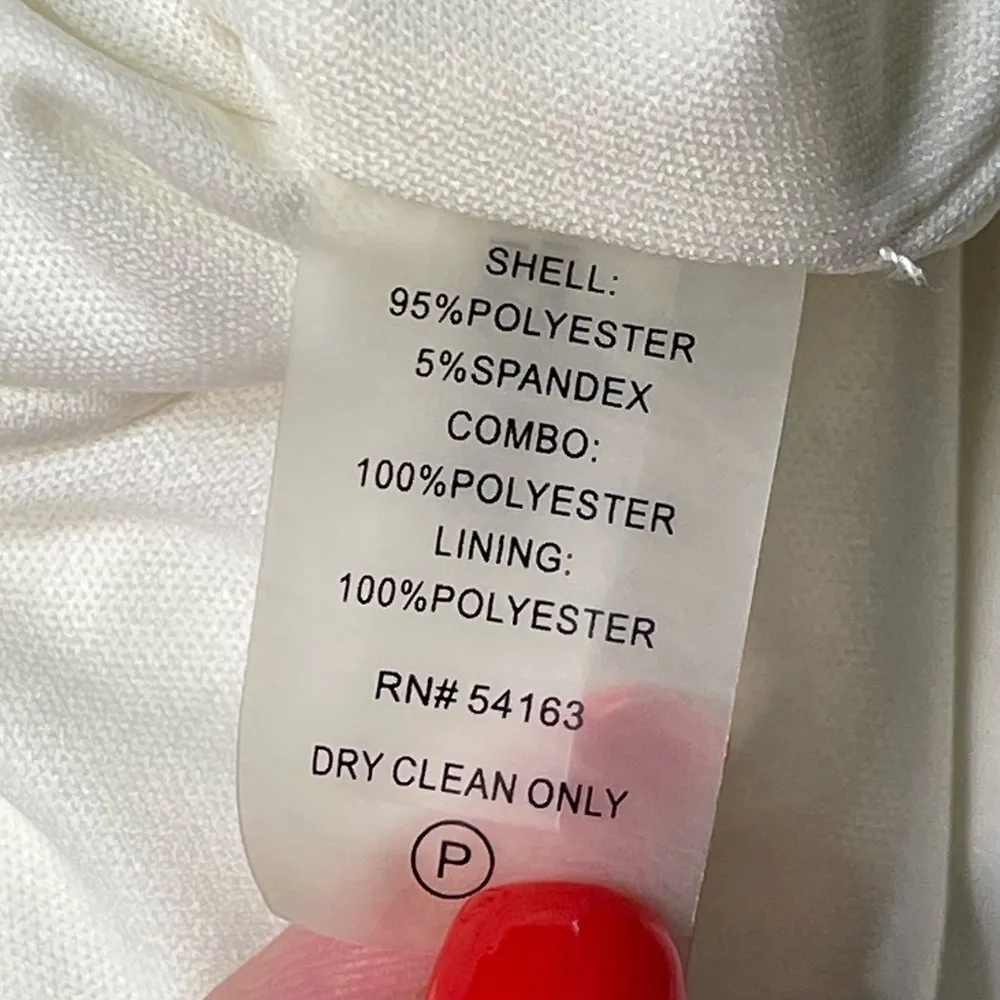 SHELL:
95%POLYESTER
5%SPANDEX
COMBO:
100%POLYESTER
LINING:
100%POLYESTER
RN# 54163
DRY CLEAN ONLY
P